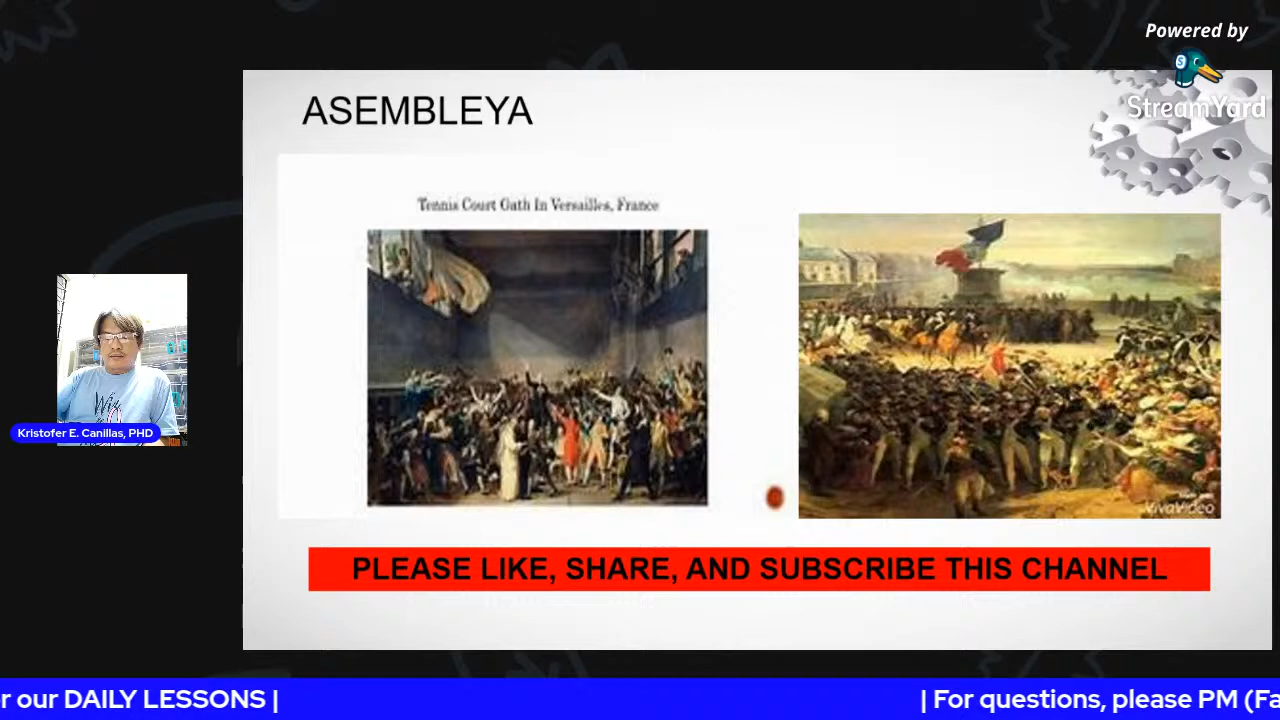 Powered by
S
StreamYard
ASEMBLEYA
Tennis Court Oath In Versailles, France
Kristofer E. Canillas, PHD
VivaVideo
PLEASE LIKE, SHARE, AND SUBSCRIBE THIS CHANNEL
r our DAILY LESSONS | | For questions, please PM (Fa